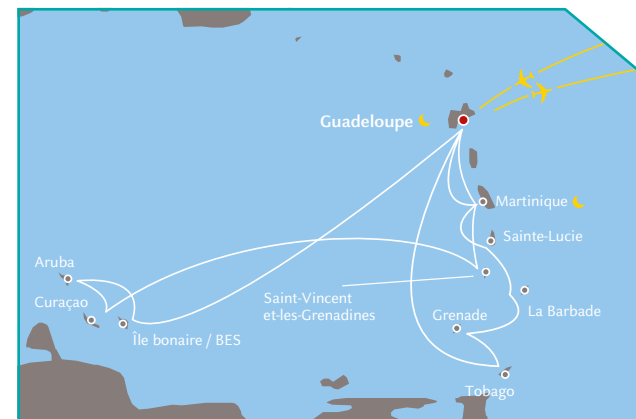 Guadeloupe
Martinique
Sainte-Lucie
Aruba
Curaçao
Île bonaire / BES
Saint-Vincent
et-les-Grenadines
Grenade
La Barbade
Tobago